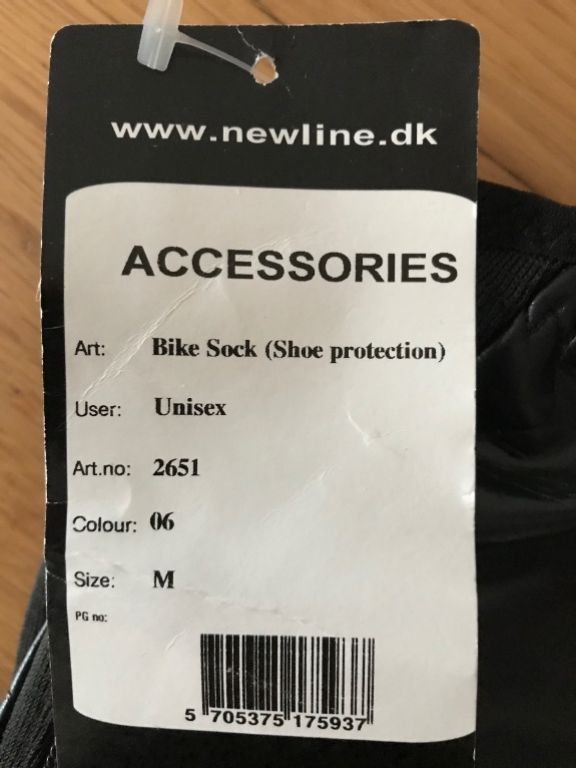 www.newline.dk
ACCESSORIES
Art: Bike Sock (Shoe protection)
User: Unisex
Art.no: 2651
Colour: 06
Size: M
PG no:
5 705375 175937